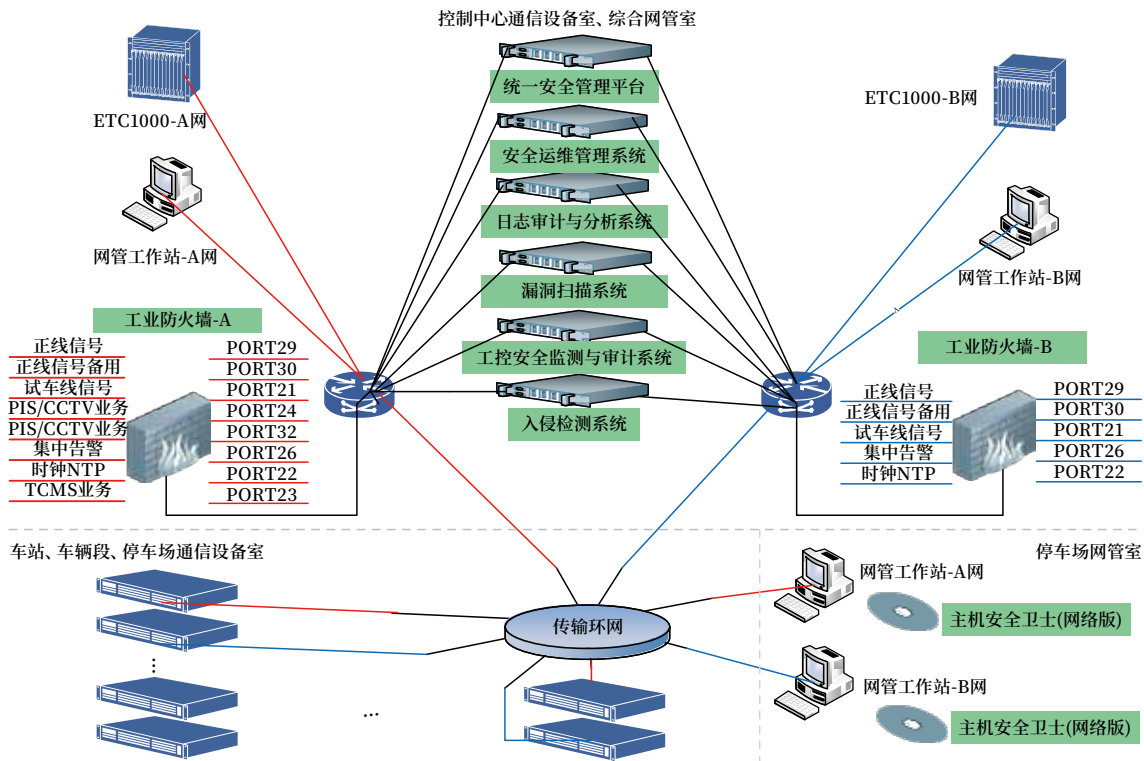 控制中心通信设备室、综合网管室
统一安全管理平台
安全运维管理系统
日志审计与分析系统
漏洞扫描系统
工控安全监测与审计系统
入侵检测系统
ETC1000-A网
网管工作站-A网
工业防火墙-A
正线信号
正线信号备用
试车线信号
PIS/CCTV业务
PIS/CCTV业务
集中告警
时钟NTP
TCMS业务
PORT29
PORT30
PORT21
PORT24
PORT32
PORT26
PORT22
PORT23
ETC1000-B网
网管工作站-B网
工业防火墙-B
正线信号
正线信号备用
试车线信号
集中告警
时钟NTP
PORT29
PORT30
PORT21
PORT26
PORT22
车站、车辆段、停车场通信设备室
...
...
传输环网
停车场网管室
网管工作站-A网
主机安全卫士(网络版)
网管工作站-B网
主机安全卫士(网络版)